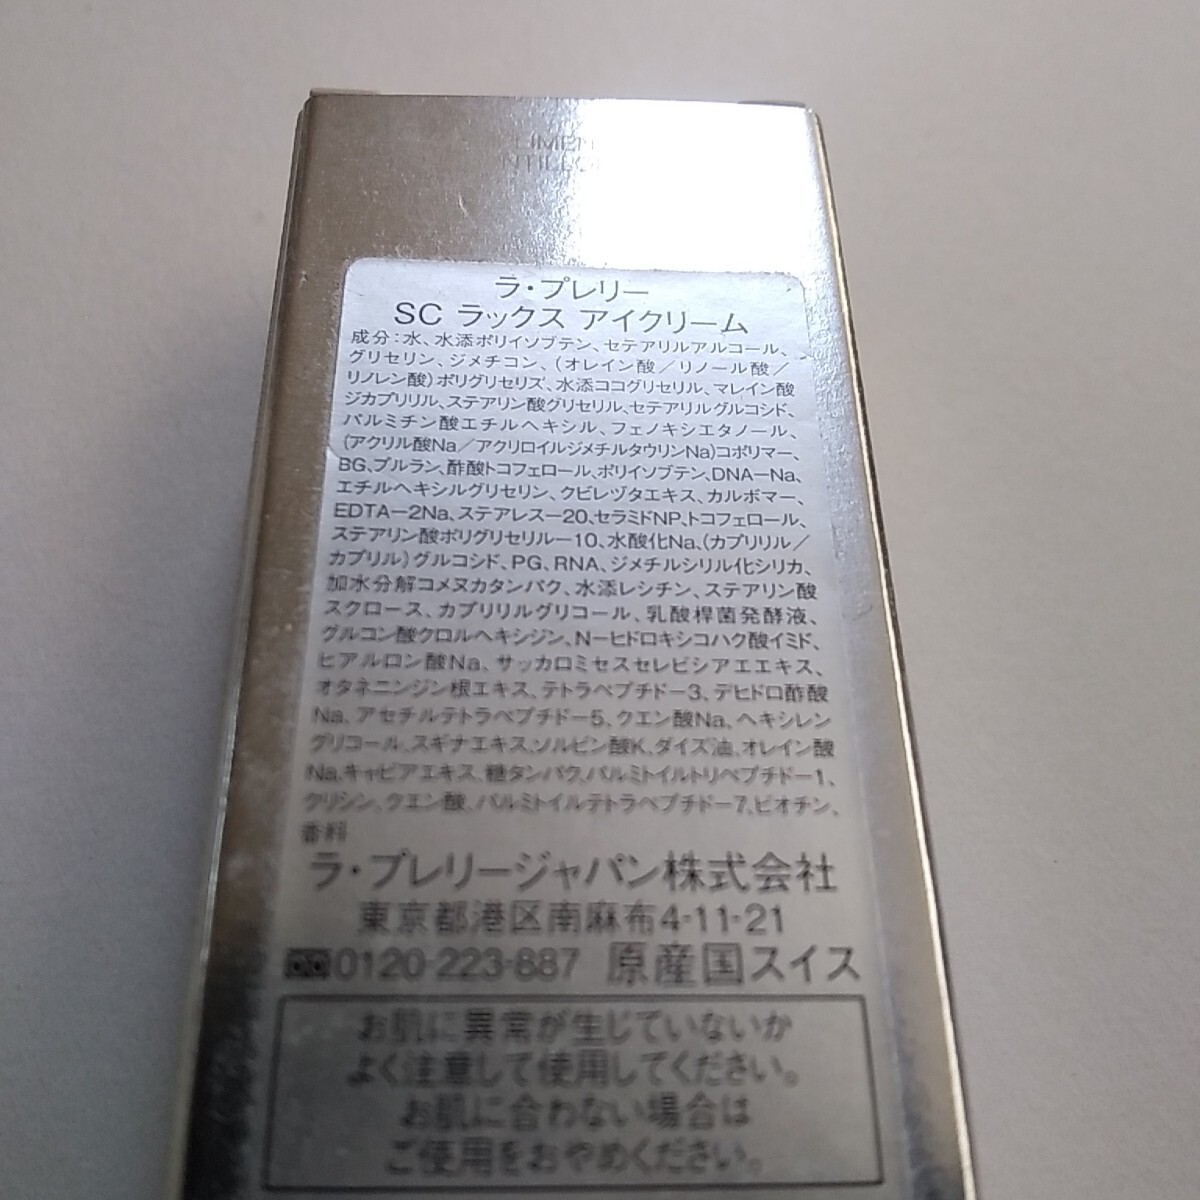 ラ・プレリー
SC ラックス アイクリーム
成分：水、水添ポリイソブテン、セテアリルアルコール、
グリセリン、ジメチコン、（オレイン酸／リノール酸／
リノレン酸）ポリグリセリズ、水添ココグリセリル、マレイン酸
ジカプリリル、ステアリン酸グリセリル、セテアリルグルコシド、
パルミチン酸エチルヘキシル、フェノキシエタノール、
（アクリル酸Na／アクリロイルジメチルタウリンNa）コポリマー、
BG、プルラン、酢酸トコフェロール、ポリイソブテン、DNA－Na、
エチルヘキシルグリセリン、クビレヅタエキス、カルボマー、
EDTA－2Na、ステアレス－20、セラミドNP、トコフェロール、
ステアリン酸ポリグリセリル－10、水酸化Na、（カプリリル／
カプリル）グルコシド、PG、RNA、ジメチルシリル化シリカ、
加水分解コメヌカタンパク、水添レシチン、ステアリン酸
スクロース、カプリリルグリコール、乳酸桿菌発酵液、
グルコン酸クロルヘキシジン、N－ヒドロキシコハク酸イミド、
ヒアルロン酸Na、サッカロミセスセレビシアエエキス、
オタネニンジン根エキス、テトラペプチド－3、デヒドロ酢酸
Na、アセチルテトラペプチド－5、クエン酸Na、ヘキシレン
グリコール、スギナエキス、ソルビン酸K、ダイズ油、オレイン酸
Na、キャビアエキス、糖タンパク、パルミトイルトリペプチド－1、
クリシン、クエン酸、パルミトイルテトラペプチド－7、ビオチン、
香料
ラ・プレリージャパン株式会社
東京都港区南麻布4-11-21
0120-223-887 原産国スイス
お肌に異常が生じていないか
よく注意して使用してください。
お肌に合わない場合は
ご使用をおやめください。